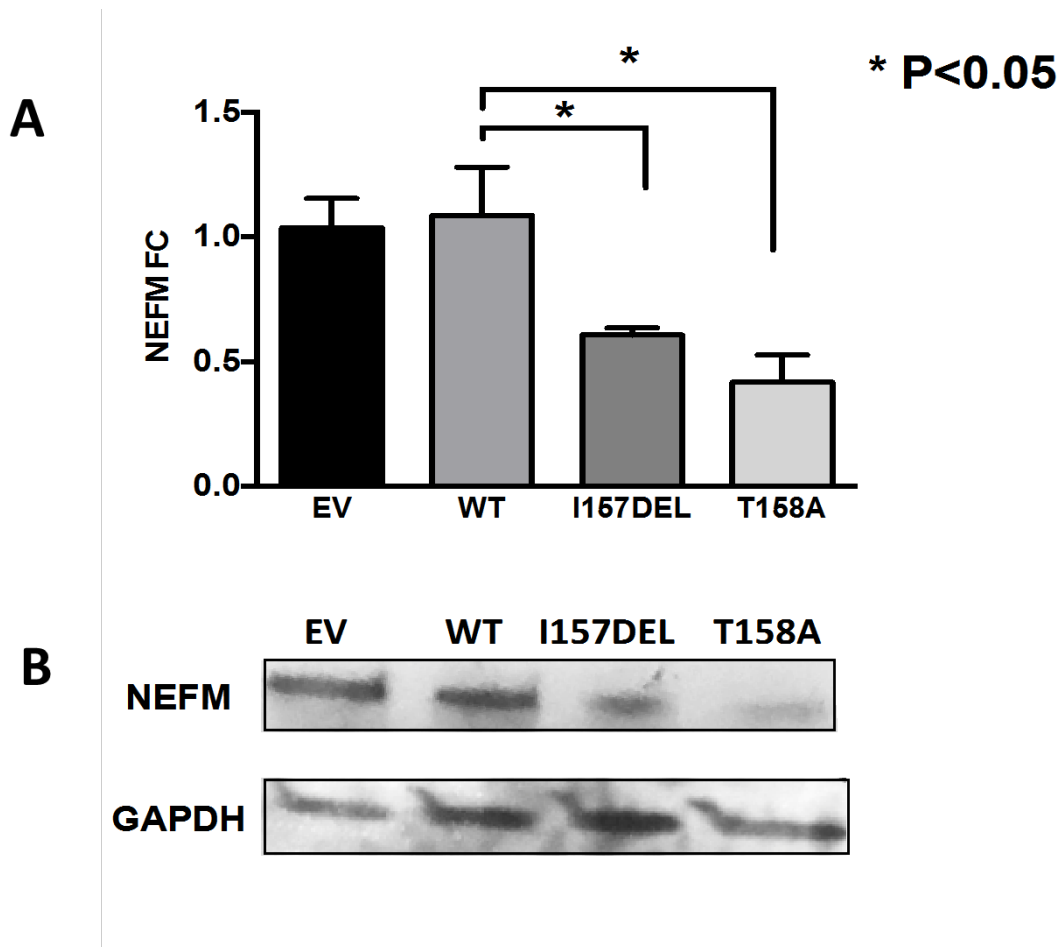 * P<0.05
A
*
*
1.5
1.0
0.5
0.0
NEFM FC
EV WT I157DEL T158A
B
EV WT I157DEL T158A
NEFM
GAPDH